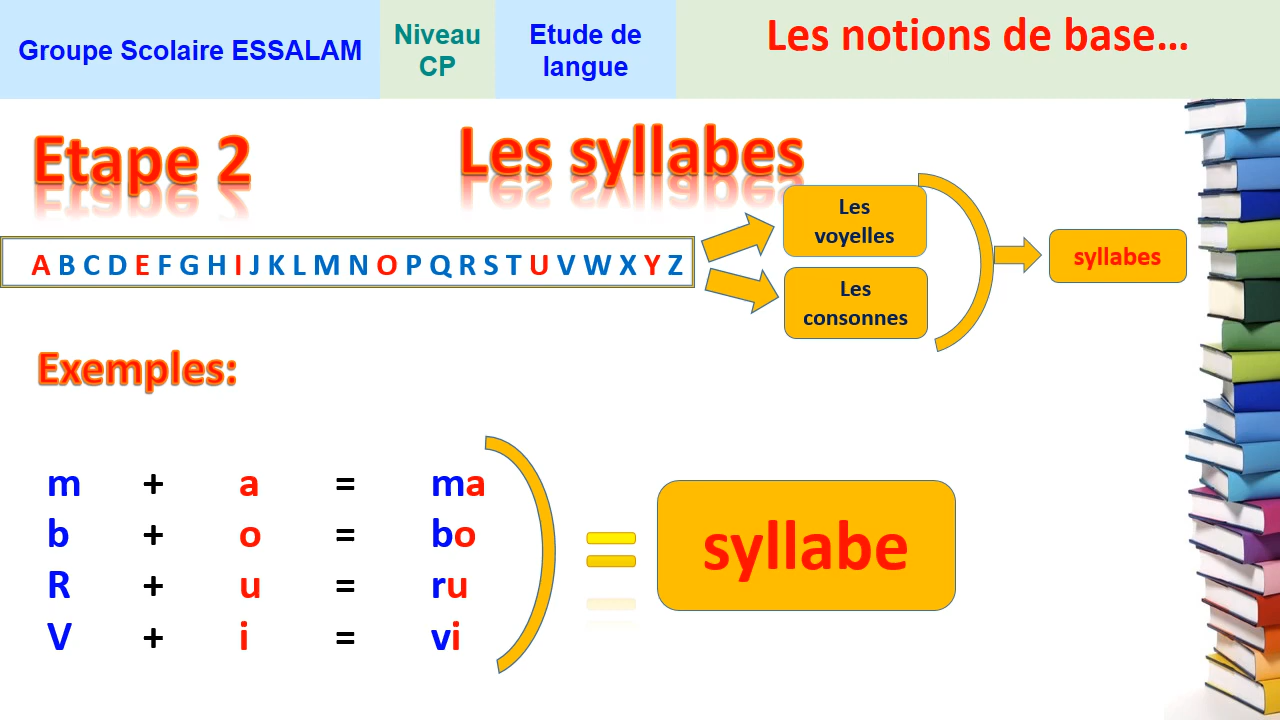 Groupe Scolaire ESSALAM
Niveau
CP
Etude de
langue
Les notions de base...
Etape 2
Les syllabes
A B C D E F G H I J K L M N O P Q R S T U V W X Y Z
Les
voyelles
Les
consonnes
syllabes
Exemples:
m + a = ma
b + o = bo
R + u = ru
V + i = vi
=
syllabe